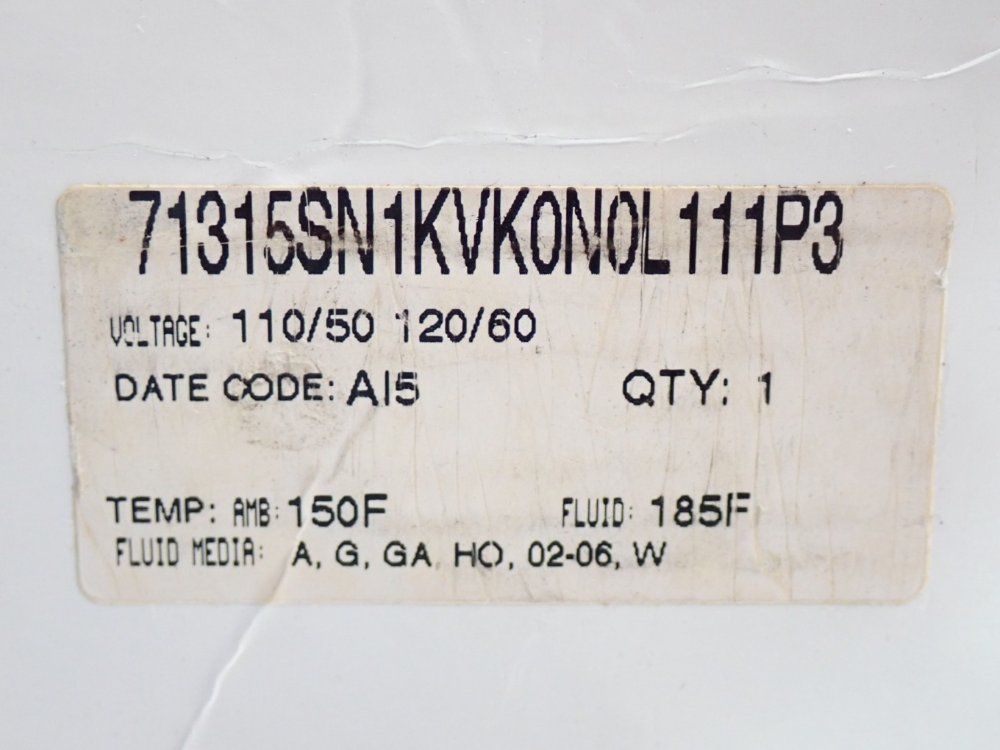 71315SN1KVK0N0L111P3
VOLTAGE: 110/50 120/60
DATE CODE: AI5 QTY: 1
TEMP: AMB: 150F FLUID: 185F
FLUID MEDIA: A, G, GA, HO, 02-06, W